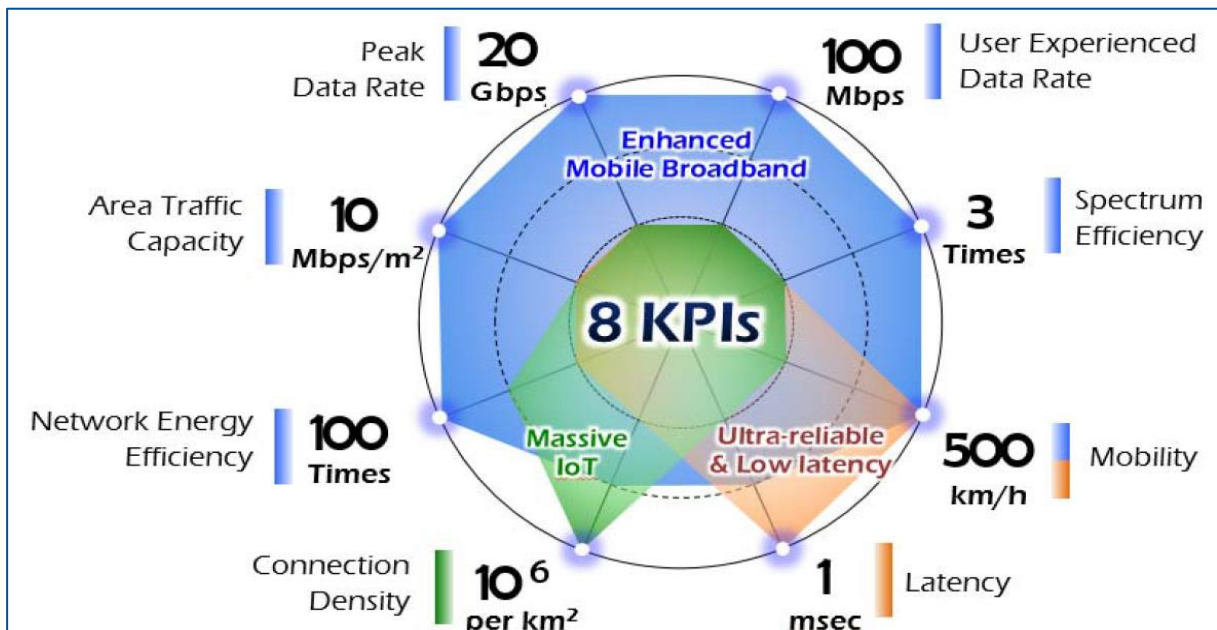 Peak
Data Rate
20
Gbps
100
Mbps
User Experienced
Data Rate
Enhanced
Mobile Broadband
Area Traffic
Capacity
10
Mbps/m²
3
Times
Spectrum
Efficiency
8 KPIs
Network Energy
Efficiency
100
Times
Massive
IoT
Ultra-reliable
& Low latency
500
km/h
Mobility
Connection
Density
10⁶
per km²
1
msec
Latency